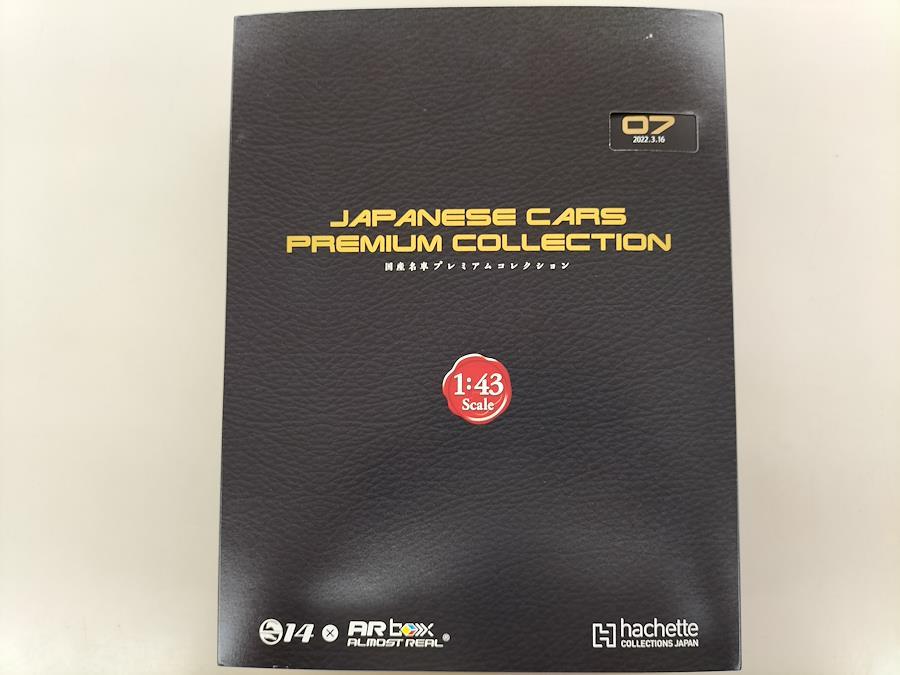 07
2022.3.16
JAPANESE CARS
PREMIUM COLLECTION
国産名車プレミアムコレクション
1:43
Scale
14 × AR box
ALMOST REAL®
hachette
COLLECTIONS JAPAN